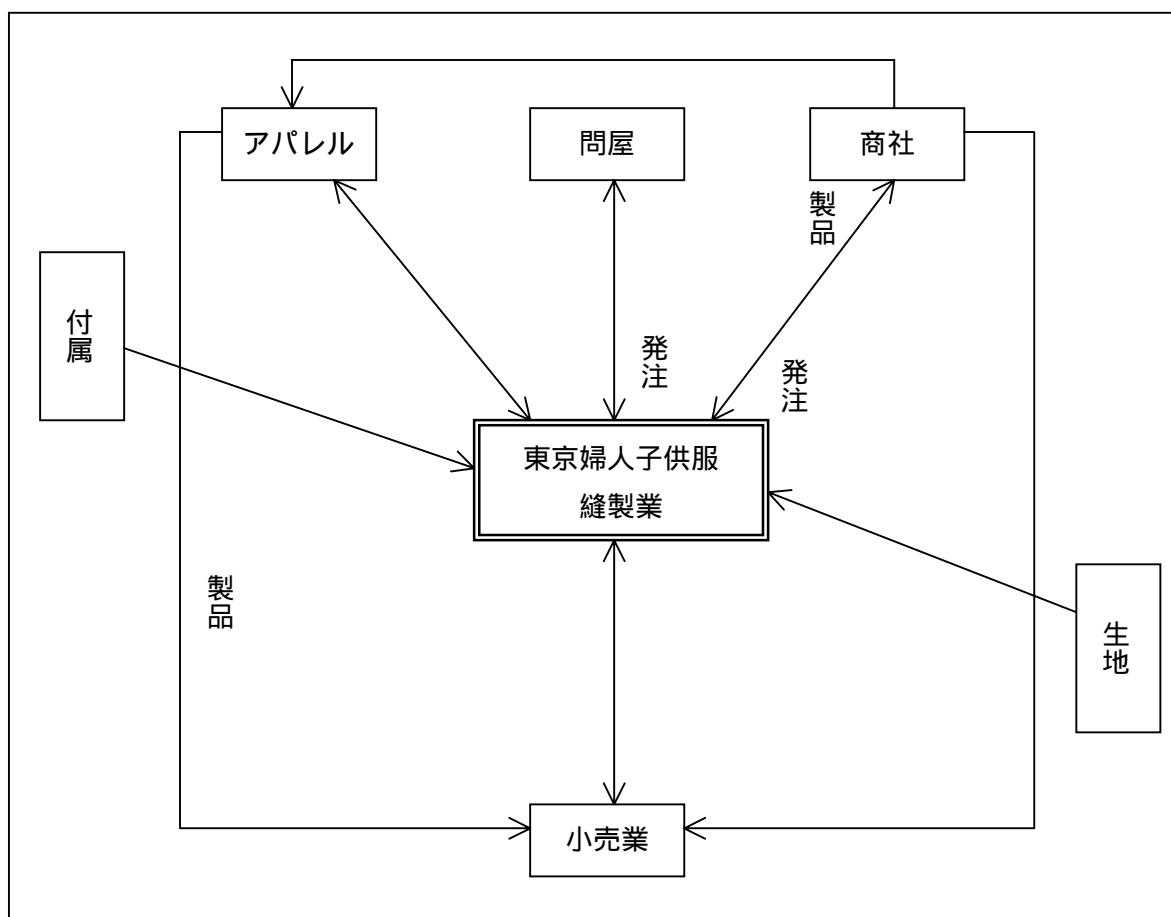 アパレル
問屋
商社
製品
付属
発注
発注
東京婦人子供服
縫製業
製品
生地
小売業